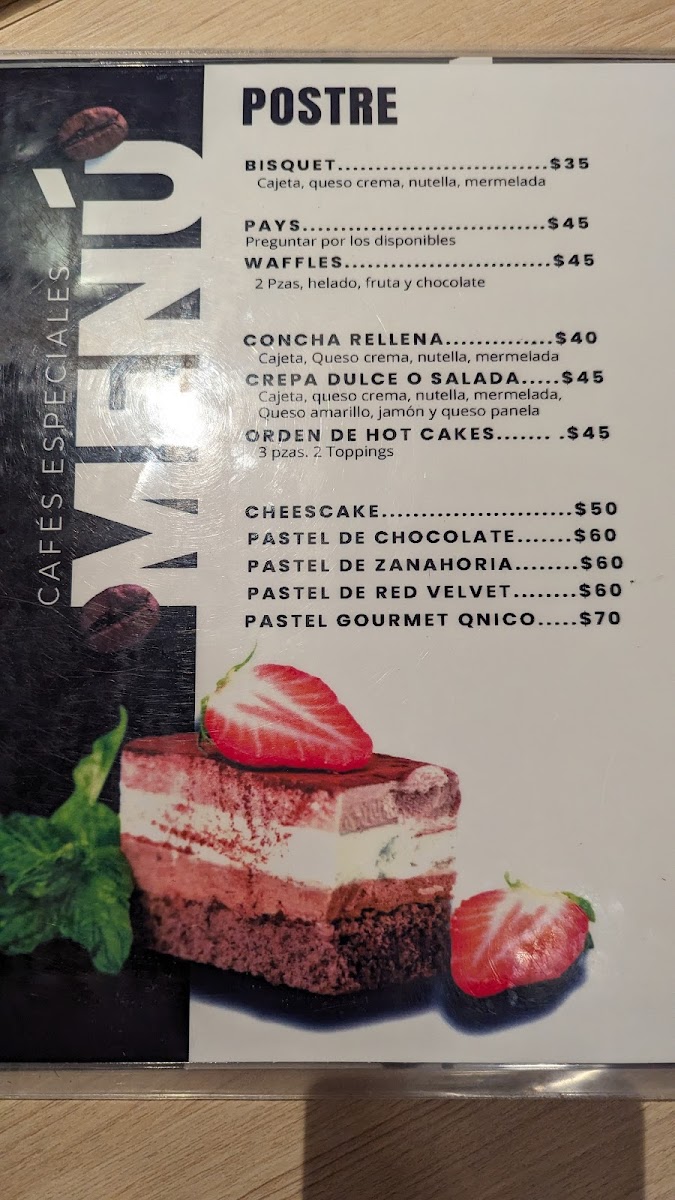 CAFÉS ESPECIALES
MENÚ
POSTRE
BISQUET............................$35
Cajeta, queso crema, nutella, mermelada
PAYS................................$45
Preguntar por los disponibles
WAFFLES...........................$45
2 Pzas, helado, fruta y chocolate
CONCHA RELLENA..............$40
Cajeta, Queso crema, nutella, mermelada
CREPA DULCE O SALADA.....$45
Cajeta, queso crema, nutella, mermelada,
Queso amarillo, jamón y queso panela
ORDEN DE HOT CAKES....... .$45
3 pzas. 2 Toppings
CHEESCAKE.........................$50
PASTEL DE CHOCOLATE.......$60
PASTEL DE ZANAHORIA........$60
PASTEL DE RED VELVET........$60
PASTEL GOURMET QNICO.....$70